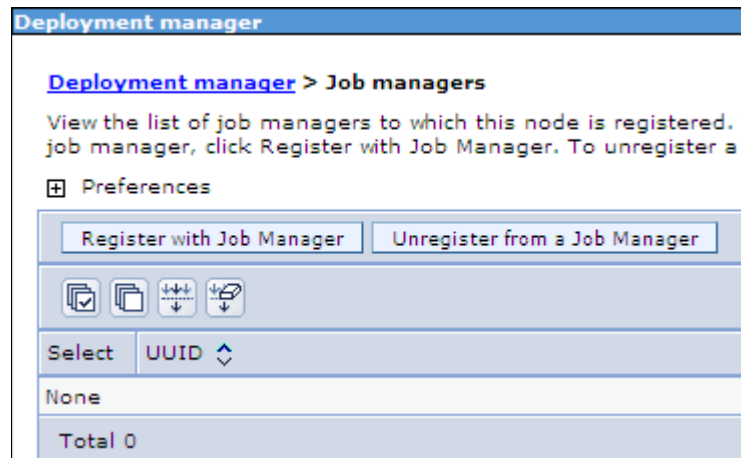 Deployment manager
Deployment manager > Job managers
View the list of job managers to which this node is registered.
job manager, click Register with Job Manager. To unregister a
Preferences
Register with Job Manager Unregister from a Job Manager
Select UUID
None
Total 0